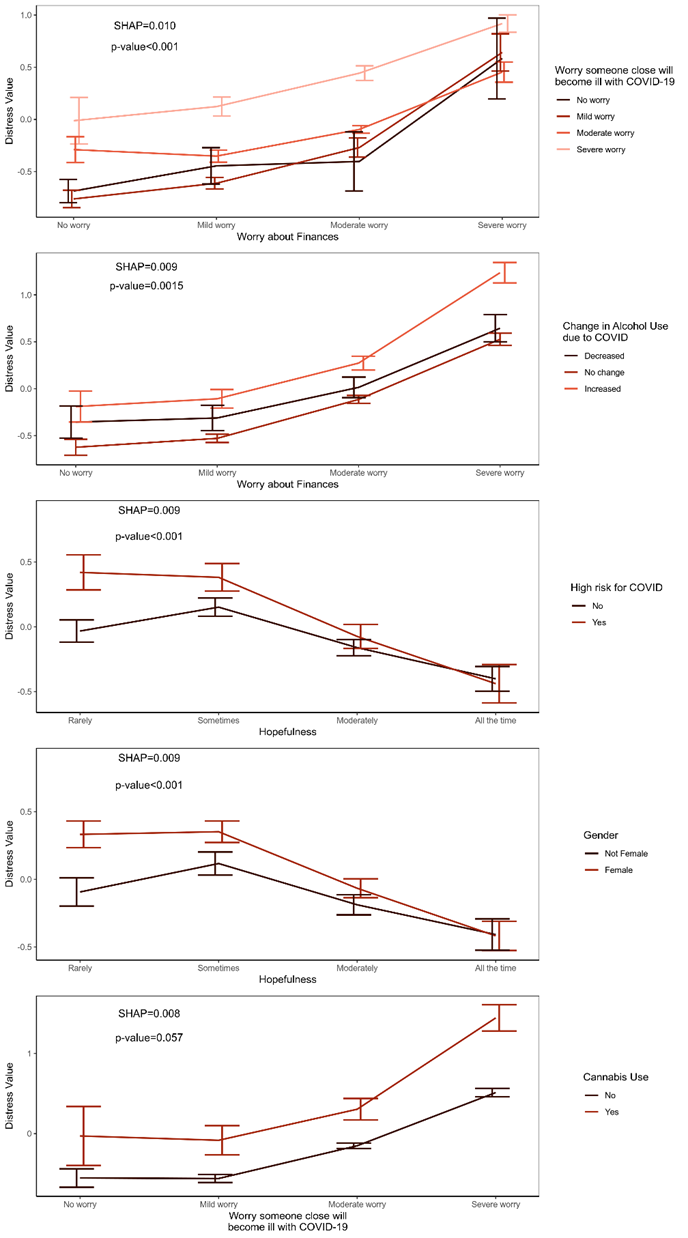 SHAP=0.010
p-value<0.001
1.0
0.5
0.0
-0.5
Distress Value
No worry
Mild worry
Moderate worry
Severe worry
Worry about Finances
Worry someone close will
become ill with COVID-19
No worry
Mild worry
Moderate worry
Severe worry
SHAP=0.009
p-value=0.0015
1.0
0.5
0.0
-0.5
Distress Value
No worry
Mild worry
Moderate worry
Severe worry
Worry about Finances
Change in Alcohol Use
due to COVID
Decreased
No change
Increased
SHAP=0.009
p-value<0.001
0.5
0.0
-0.5
Distress Value
Rarely
Sometimes
Moderately
All the time
Hopefulness
High risk for COVID
No
Yes
SHAP=0.009
p-value<0.001
0.5
0.0
-0.5
Distress Value
Rarely
Sometimes
Moderately
All the time
Hopefulness
Gender
Not Female
Female
SHAP=0.008
p-value=0.057
1
0
Distress Value
No worry
Mild worry
Moderate worry
Severe worry
Worry someone close will
become ill with COVID-19
Cannabis Use
No
Yes